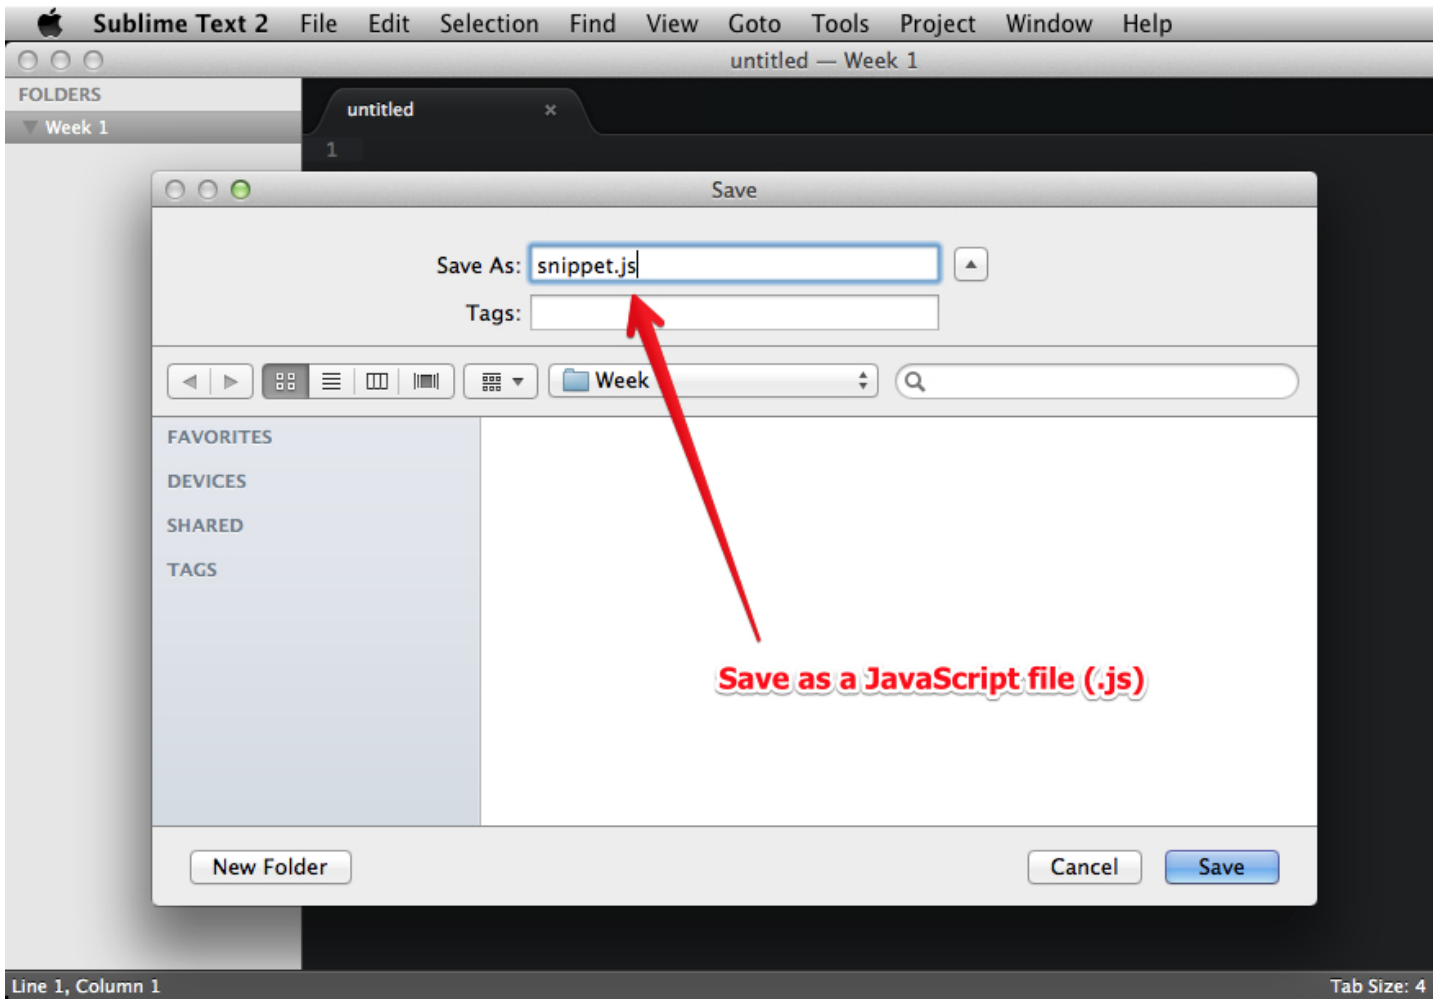 Sublime Text 2 File Edit Selection Find View Goto Tools Project Window Help
untitled — Week 1
FOLDERS
Week 1
untitled
1
Save
Save As: snippet.js
Tags:
Week
FAVORITES
DEVICES
SHARED
TAGS
Save as a JavaScript file (.js)
New Folder Cancel Save
Line 1, Column 1 Tab Size: 4